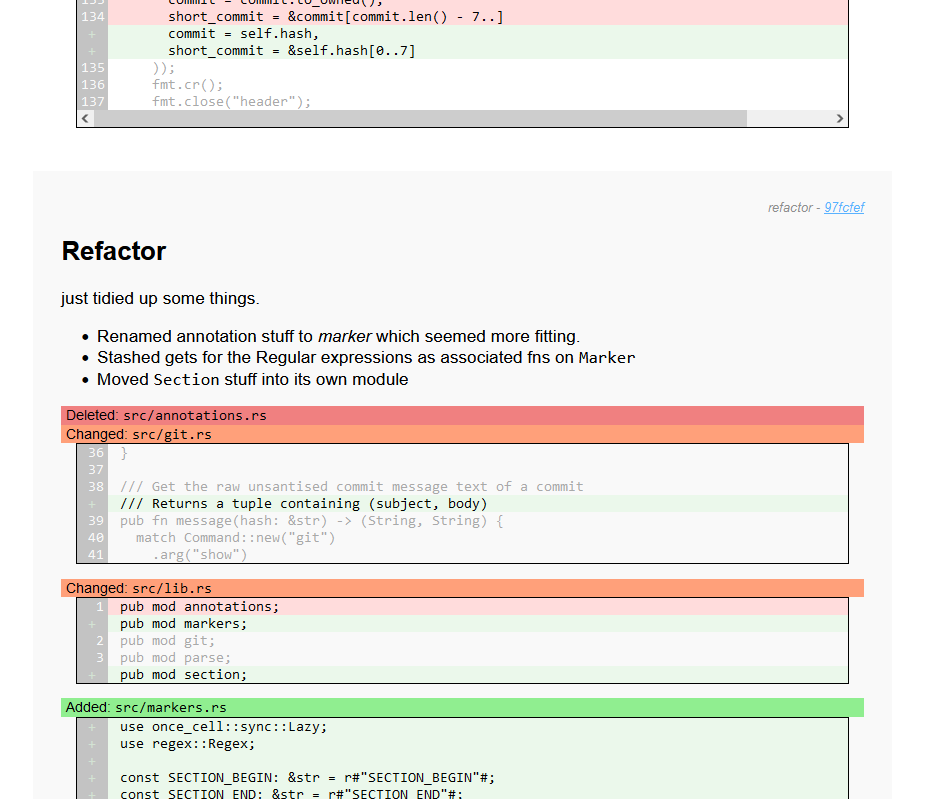 133 commit = commit.to_owned(),
134 short_commit = &commit[commit.len() - 7..]
+ commit = self.hash,
+ short_commit = &self.hash[0..7]
135 ));
136 fmt.cr();
137 fmt.close("header");
refactor - 97fcfef
Refactor
just tidied up some things.
• Renamed annotation stuff to marker which seemed more fitting.
• Stashed gets for the Regular expressions as associated fns on Marker
• Moved Section stuff into its own module
Deleted: src/annotations.rs
Changed: src/git.rs
36 }
37
38 /// Get the raw unsantised commit message text of a commit
+ /// Returns a tuple containing (subject, body)
39 pub fn message(hash: &str) -> (String, String) {
40 match Command::new("git")
41 .arg("show")
Changed: src/lib.rs
1 pub mod annotations;
+ pub mod markers;
2 pub mod git;
3 pub mod parse;
+ pub mod section;
Added: src/markers.rs
+ use once_cell::sync::Lazy;
+ use regex::Regex;
+
+ const SECTION_BEGIN: &str = r#"SECTION_BEGIN"#;
+ const SECTION_END: &str = r#"SECTION_END"#;